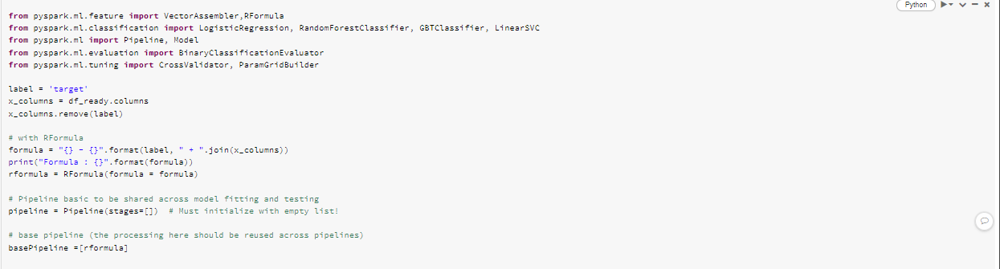 Python
from pyspark.ml.feature import VectorAssembler,RFormula
from pyspark.ml.classification import LogisticRegression, RandomForestClassifier, GBTClassifier, LinearSVC
from pyspark.ml import Pipeline, Model
from pyspark.ml.evaluation import BinaryClassificationEvaluator
from pyspark.ml.tuning import CrossValidator, ParamGridBuilder
label = 'target'
x_columns = df_ready.columns
x_columns.remove(label)
# with RFormula
formula = "{} ~ {}".format(label, " + ".join(x_columns))
print("Formula : {}".format(formula))
rformula = RFormula(formula = formula)
# Pipeline basic to be shared across model fitting and testing
pipeline = Pipeline(stages=[])  # Must initialize with empty list!
# base pipeline (the processing here should be reused across pipelines)
basePipeline =[rformula]